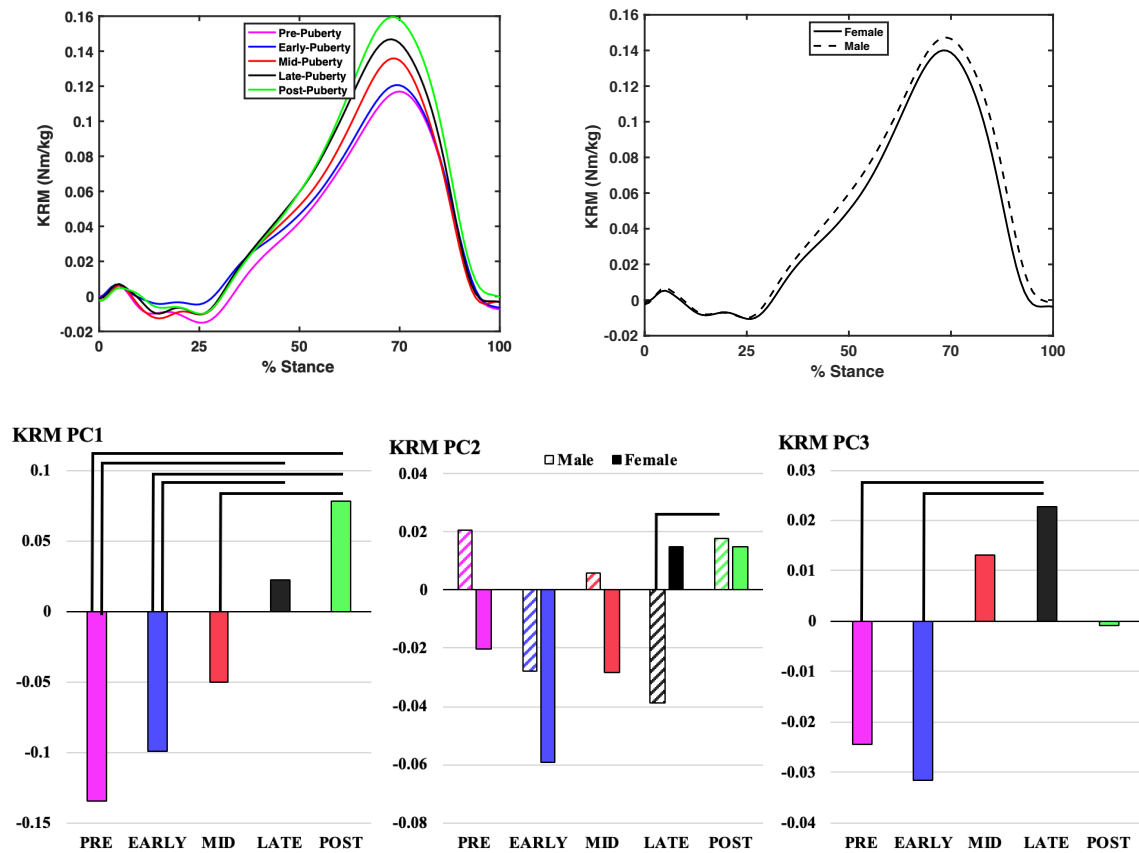 KRM (Nm/kg)
0.16
0.14
0.12
0.1
0.08
0.06
0.04
0.02
0
-0.02
Pre-Puberty
Early-Puberty
Mid-Puberty
Late-Puberty
Post-Puberty
0 25 50 70 100
% Stance
KRM (Nm/kg)
0.16
0.14
0.12
0.1
0.08
0.06
0.04
0.02
0
-0.02
Female
Male
0 25 50 70 100
% Stance
KRM PC1
0.1
0.05
0
-0.05
-0.1
-0.15
PRE EARLY MID LATE POST
KRM PC2
Male Female
0.04
0.02
0
-0.02
-0.04
-0.06
-0.08
PRE EARLY MID LATE POST
KRM PC3
0.03
0.02
0.01
0
-0.01
-0.02
-0.03
-0.04
PRE EARLY MID LATE POST